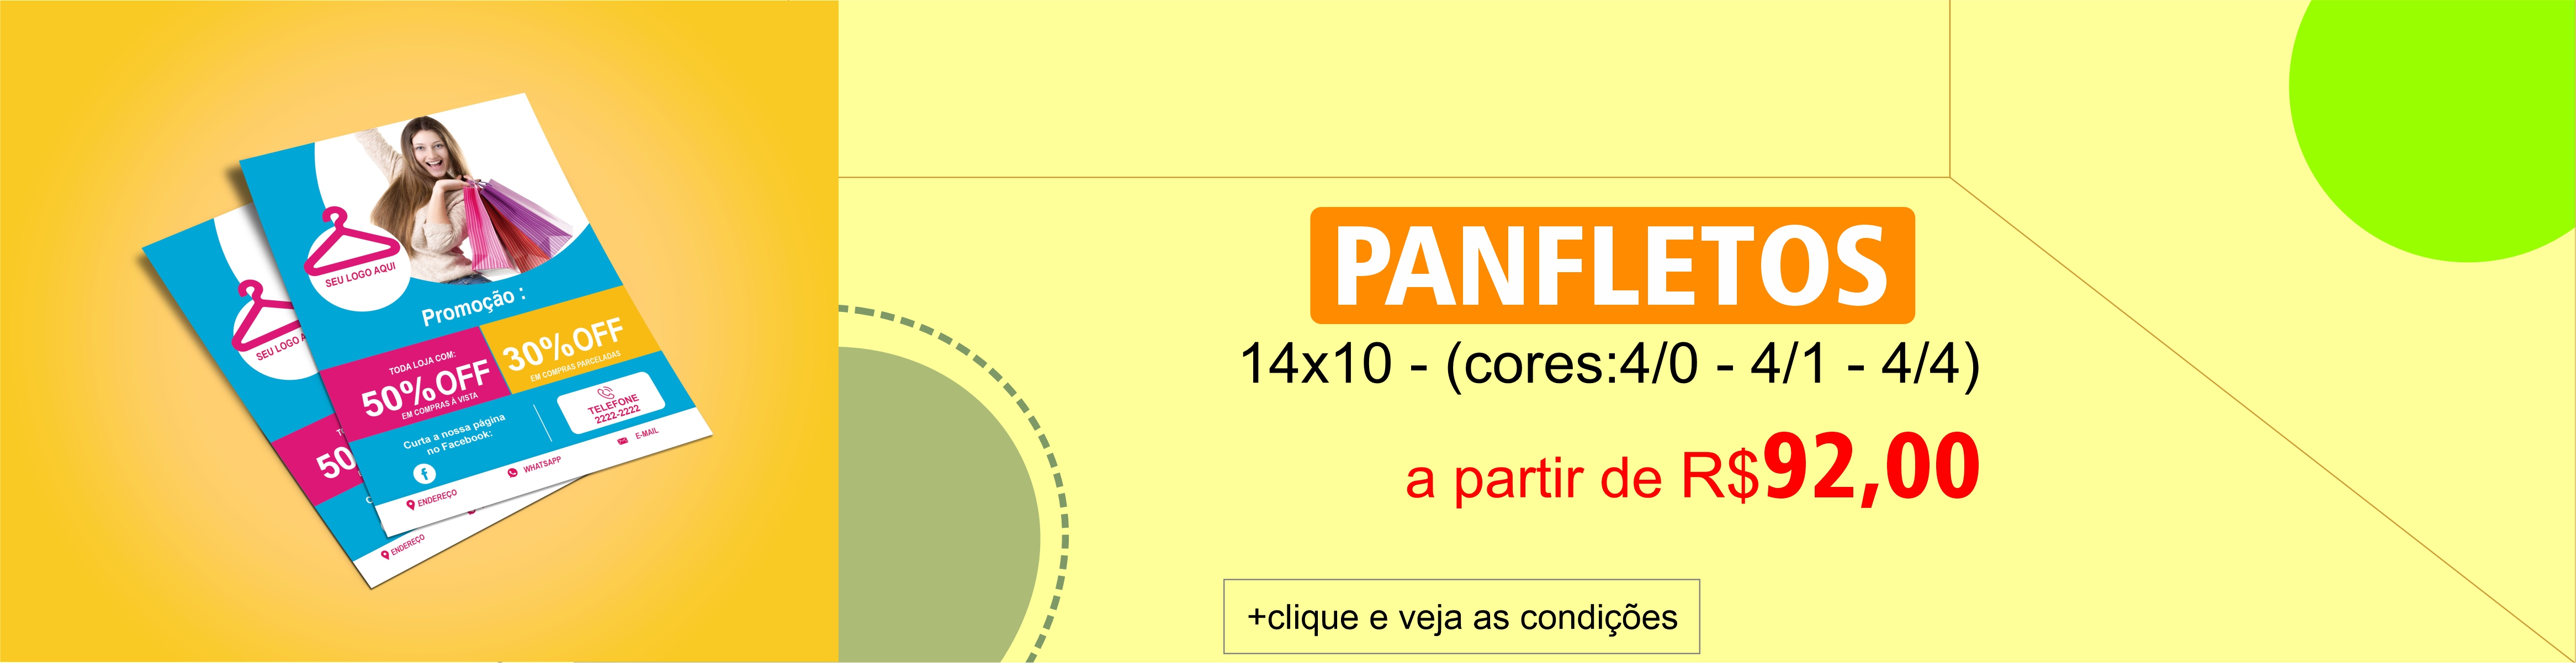 SEU LOGO AQUI
Promoção :
TODA LOJA COM:
50%OFF
EM COMPRAS À VISTA
30%OFF
EM COMPRAS PARCELADAS
Curta a nossa página
no Facebook:
TELEFONE
2222-2222
ENDEREÇO
WHATSAPP
E-MAIL
SEU LOGO A
50
ENDEREÇO
PANFLETOS
14x10 - (cores:4/0 - 4/1 - 4/4)
a partir de R$92,00
+clique e veja as condições